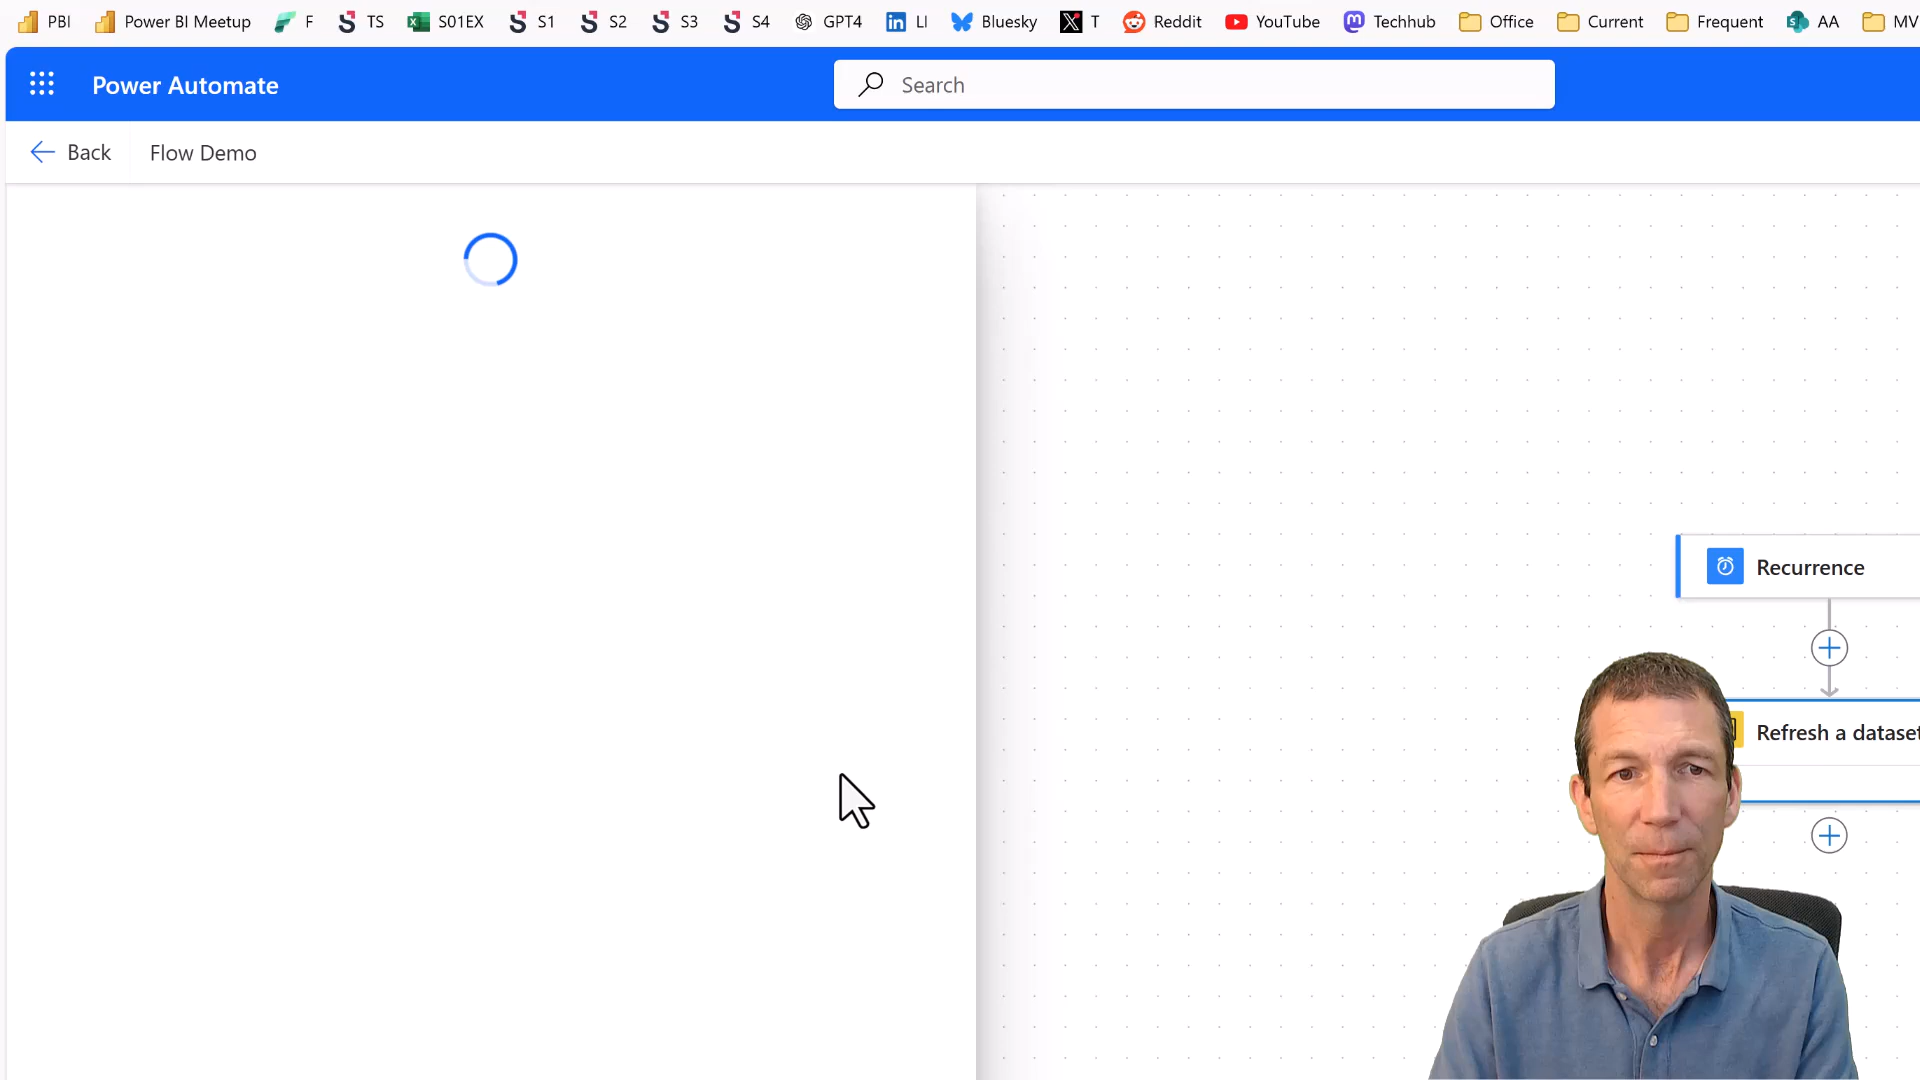 PBI Power BI Meetup F TS S01EX S1 S2 S3 S4 GPT4 LI Bluesky T Reddit YouTube Techhub Office Current Frequent AA MV
Power Automate Search
Back Flow Demo
Recurrence
Refresh a dataset